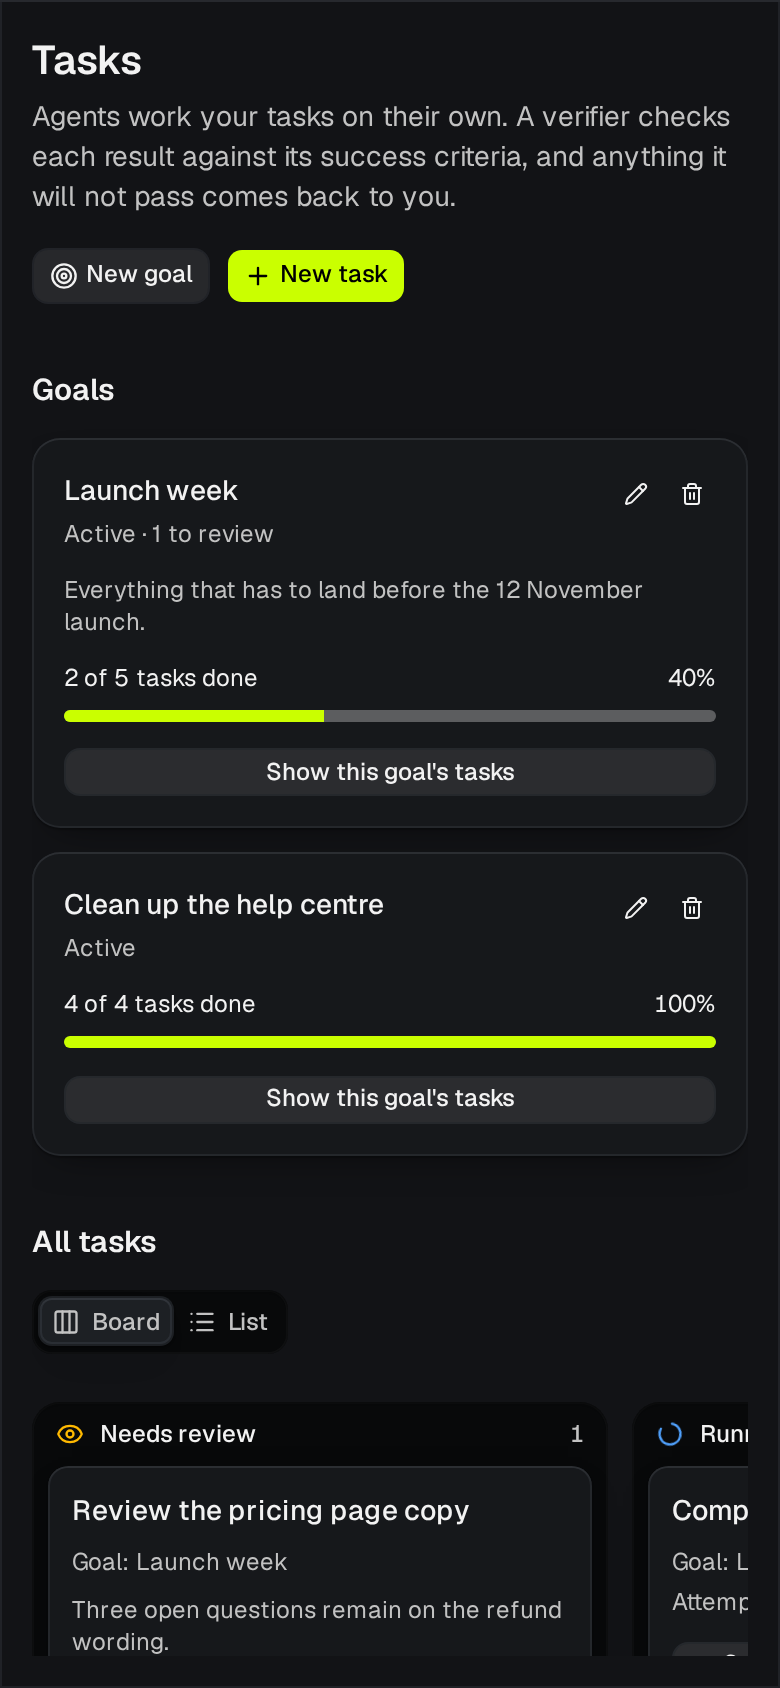 Tasks
Agents work your tasks on their own. A verifier checks
each result against its success criteria, and anything it
will not pass comes back to you.
New goal
New task
Goals
Launch week
Active · 1 to review
Everything that has to land before the 12 November
launch.
2 of 5 tasks done 40%
Show this goal's tasks
Clean up the help centre
Active
4 of 4 tasks done 100%
Show this goal's tasks
All tasks
Board List
Needs review 1
Review the pricing page copy
Goal: Launch week
Three open questions remain on the refund
wording.
Goal: